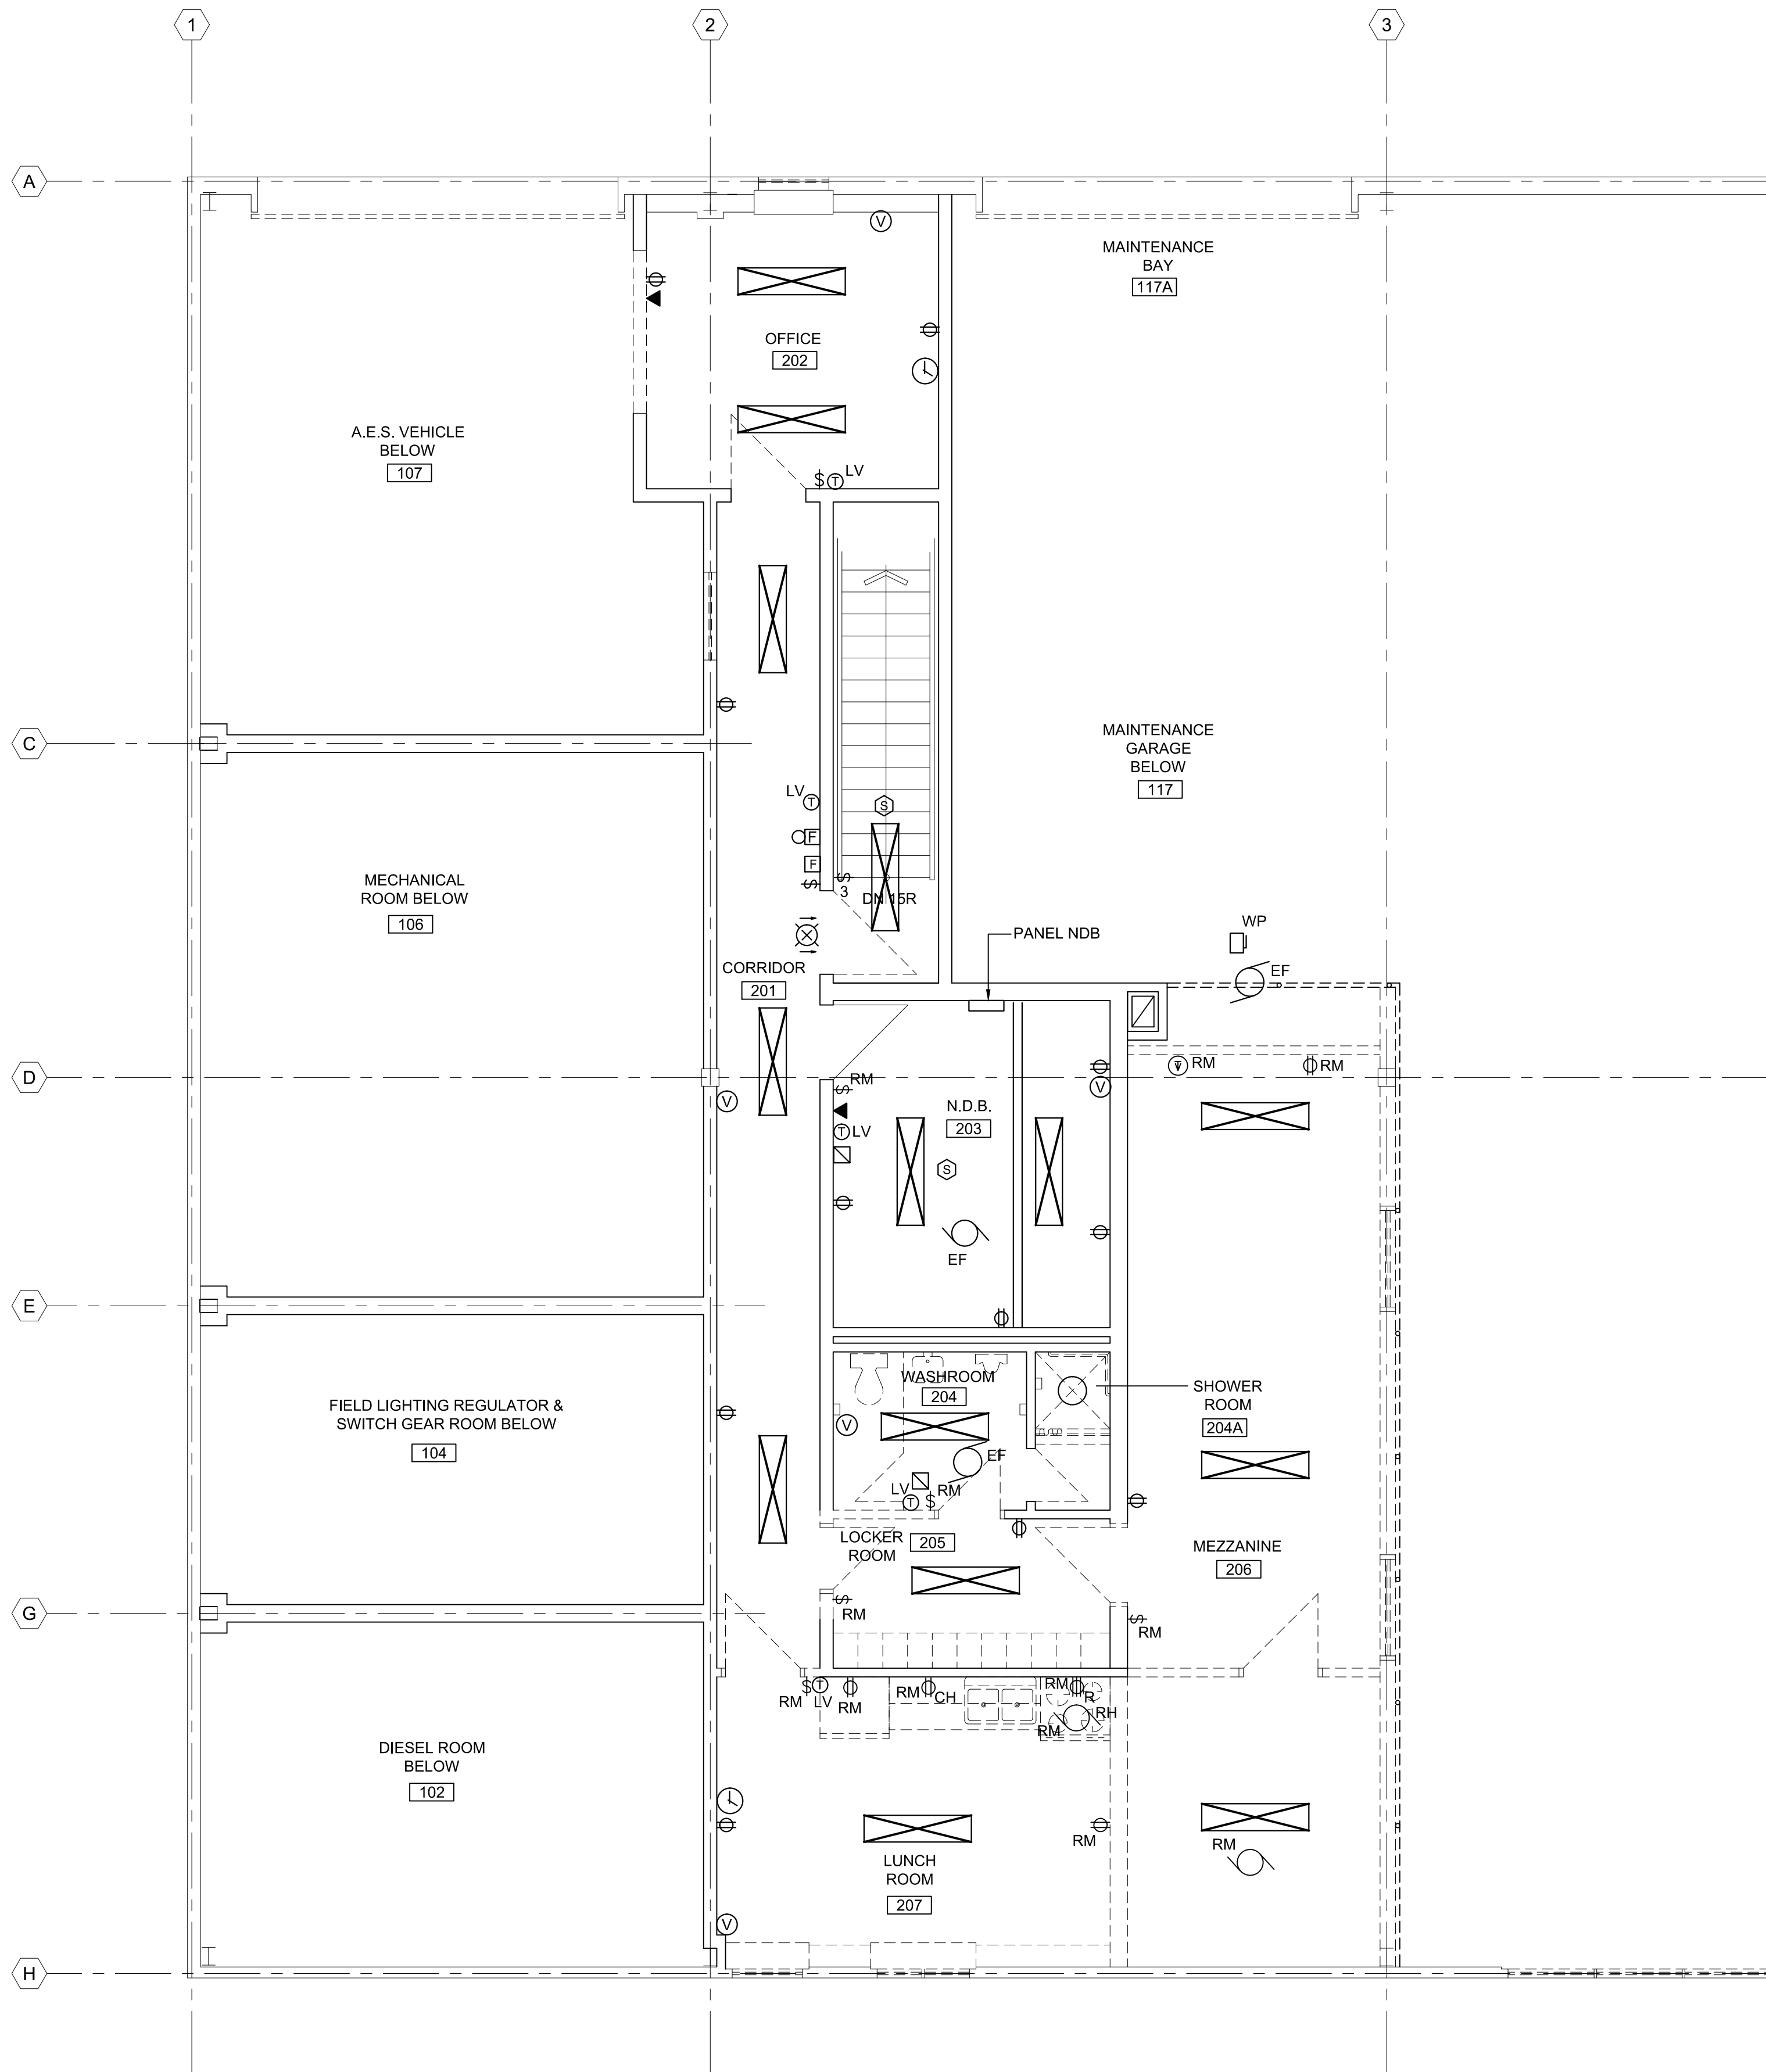 1
2
3
A
V
MAINTENANCE
BAY
117A
OFFICE
202
A.E.S. VEHICLE
BELOW
107
$ T LV
MAINTENANCE
GARAGE
BELOW
117
C
LV T
S
F
F
$
$
3
DN 15R
MECHANICAL
ROOM BELOW
106
WP
EF
PANEL NDB
CORRIDOR
201
D
$ RM
V
V
T RM
RM
N.D.B.
203
T LV
S
EF
E
WASHROOM
204
SHOWER
ROOM
204A
FIELD LIGHTING REGULATOR &
SWITCH GEAR ROOM BELOW
104
V
EF
LV
T
$ RM
LOCKER
ROOM
205
MEZZANINE
206
G
$
RM
$
RM
RM $ T
LV
RM
RM CH
RM
R
RH
RM
DIESEL ROOM
BELOW
102
RM
RM
LUNCH
ROOM
207
V
H